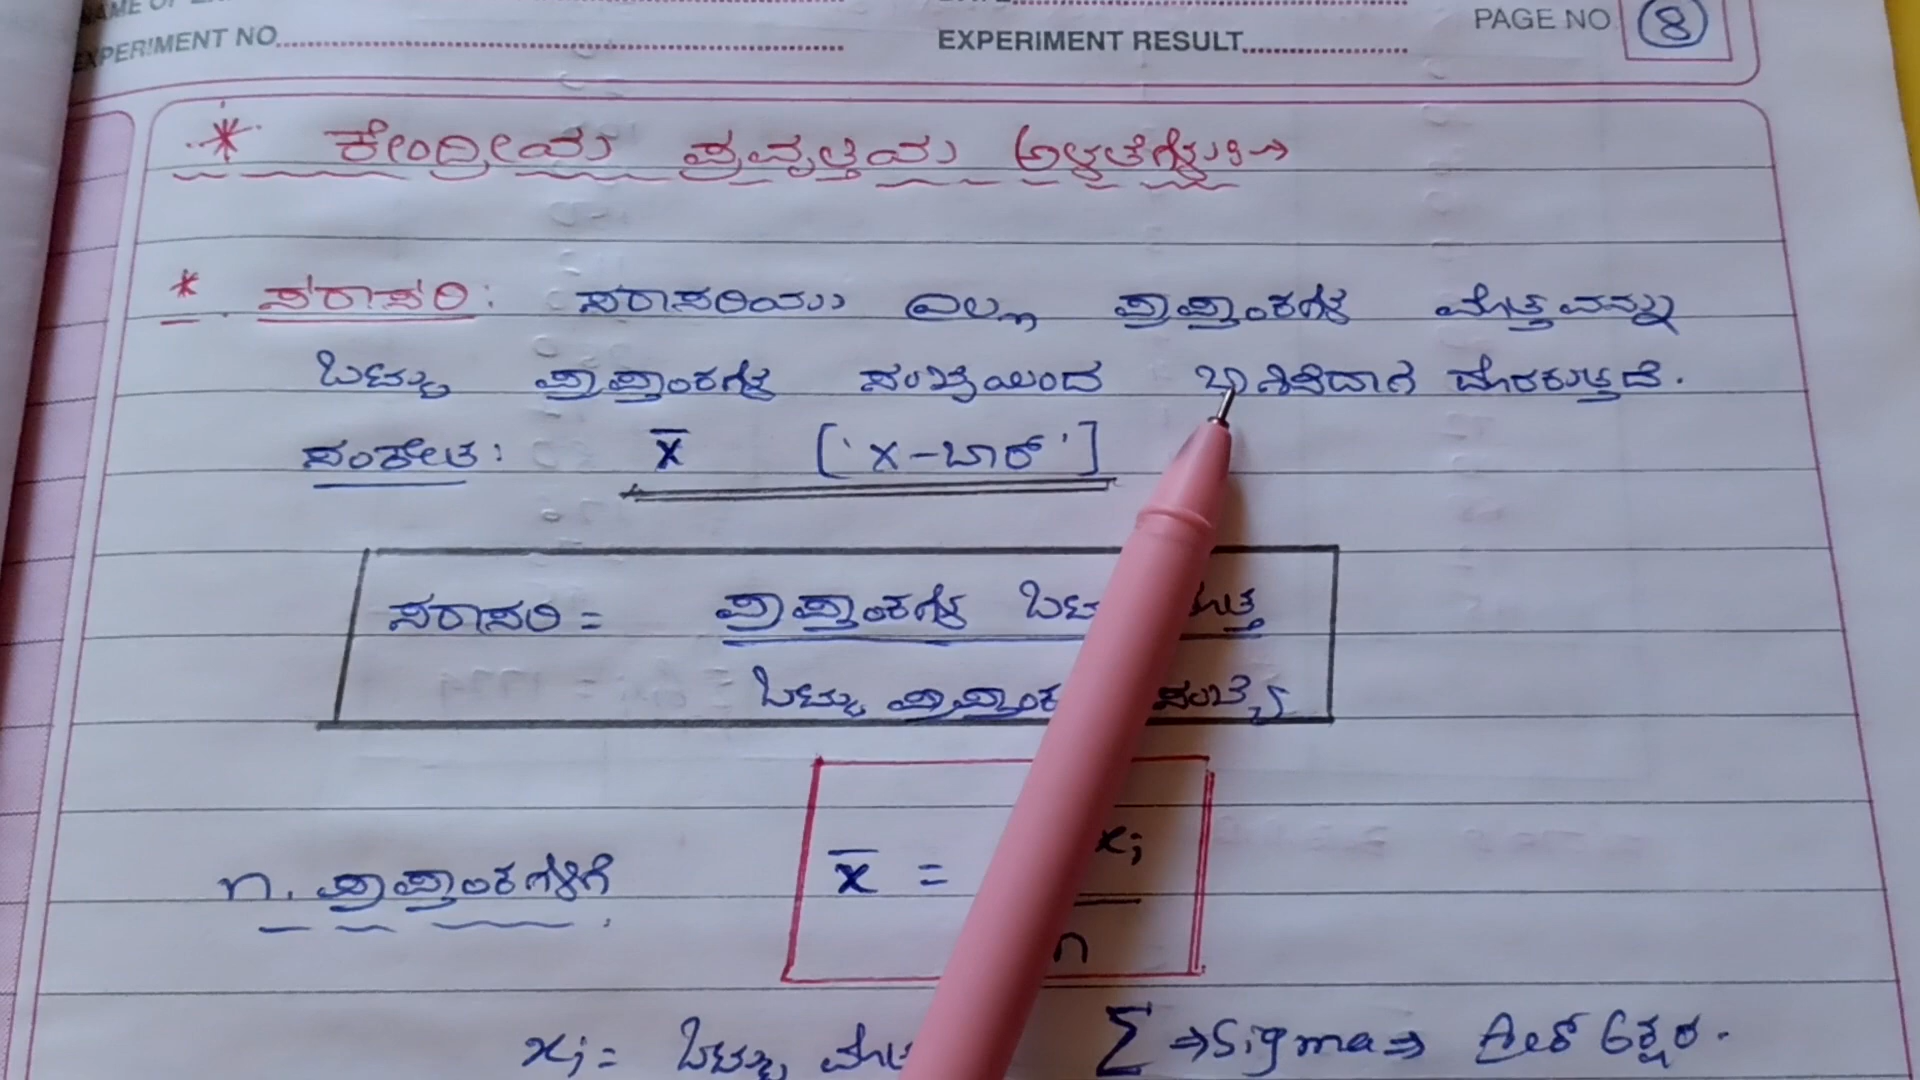 EXPERIMENT NO
EXPERIMENT RESULT
PAGE NO 8
* ಕೇಂದ್ರೀಯ ಪ್ರವೃತ್ತಿಯ ಅಳತೆಗಳು:→
* ಸರಾಸರಿ: ಸರಾಸರಿಯು ಎಲ್ಲಾ ಪ್ರಾಪ್ತಾಂಕಗಳ ಮೊತ್ತವನ್ನು
ಒಟ್ಟು ಪ್ರಾಪ್ತಾಂಕಗಳ ಸಂಖ್ಯೆಯಿಂದ ಭಾಗಿಸಿದಾಗ ದೊರಕುತ್ತದೆ.
ಸಂಕೇತ: x̄ ['x-ಬಾರ್']
ಸರಾಸರಿ = ಪ್ರಾಪ್ತಾಂಕಗಳ
ಒಟ್ಟು ಸಂಖ್ಯೆ
xi
n. ಪ್ರಾಪ್ತಾಂಕಗಳಿಗೆ x̄ =
n
xi = ಒಟ್ಟು Σ ⇒ Sigma ⇒ ಗ್ರೀಕ್ ಅಕ್ಷರ.